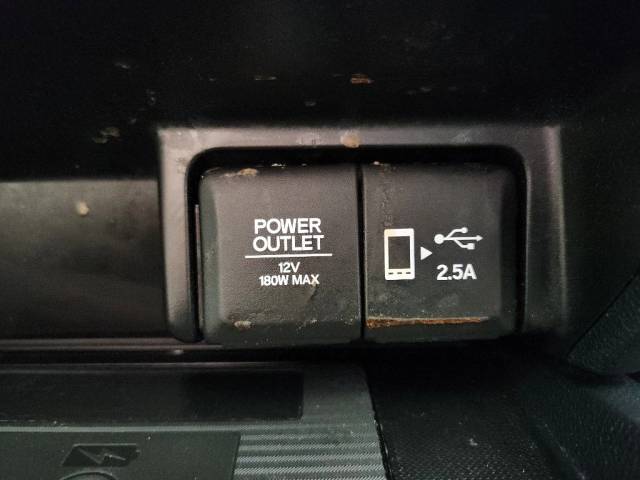 POWER
OUTLET
12V
180W MAX
2.5A